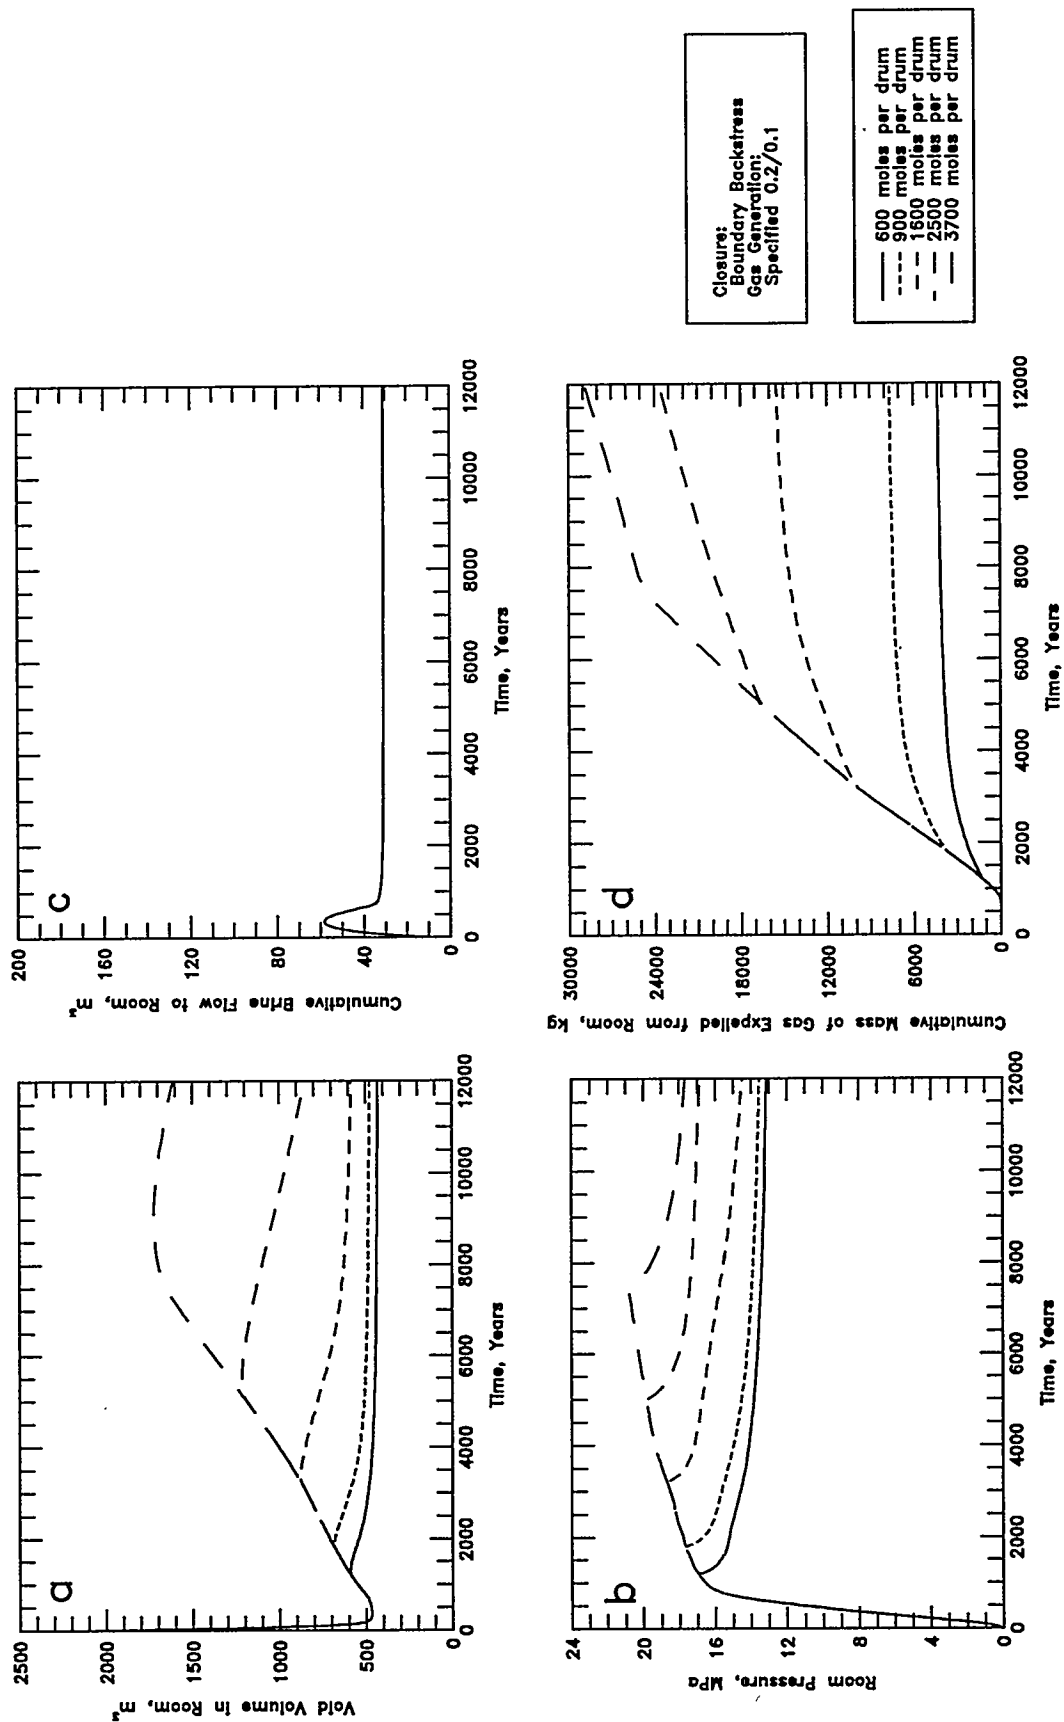 a
Void Volume in Room, m³
2500
2000
1500
1000
500
0
0
2000
4000
6000
8000
10000
12000
Time, Years
c
Cumulative Brine Flow to Room, m³
200
160
120
80
40
0
0
2000
4000
6000
8000
10000
12000
Time, Years
b
Room Pressure, MPa
24
20
16
12
8
4
0
0
2000
4000
6000
8000
10000
12000
Time, Years
d
Cumulative Mass of Gas Expelled from Room, kg
30000
24000
18000
12000
6000
0
0
2000
4000
6000
8000
10000
12000
Time, Years
Closure:
Boundary Backstress
Gas Generation:
Specified 0.2/0.1
600 moles per drum
900 moles per drum
1600 moles per drum
2500 moles per drum
3700 moles per drum